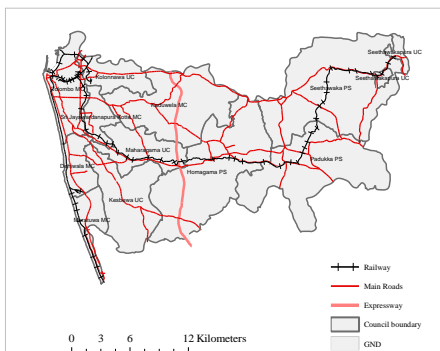 Seethawakapura UC
Kolonnawa UC
Seethawakapura UC
Colombo MC
Seethawaka PS
Kaduwela MC
Sri Jayawardanapura Kotte MC
Maharagama UC
Padukka PS
Dehiwala MC
Homagama PS
Kasbawa UC
Moratuwa MC
Railway
Main Roads
Expressway
Council boundary
GND
0 3 6 12 Kilometers